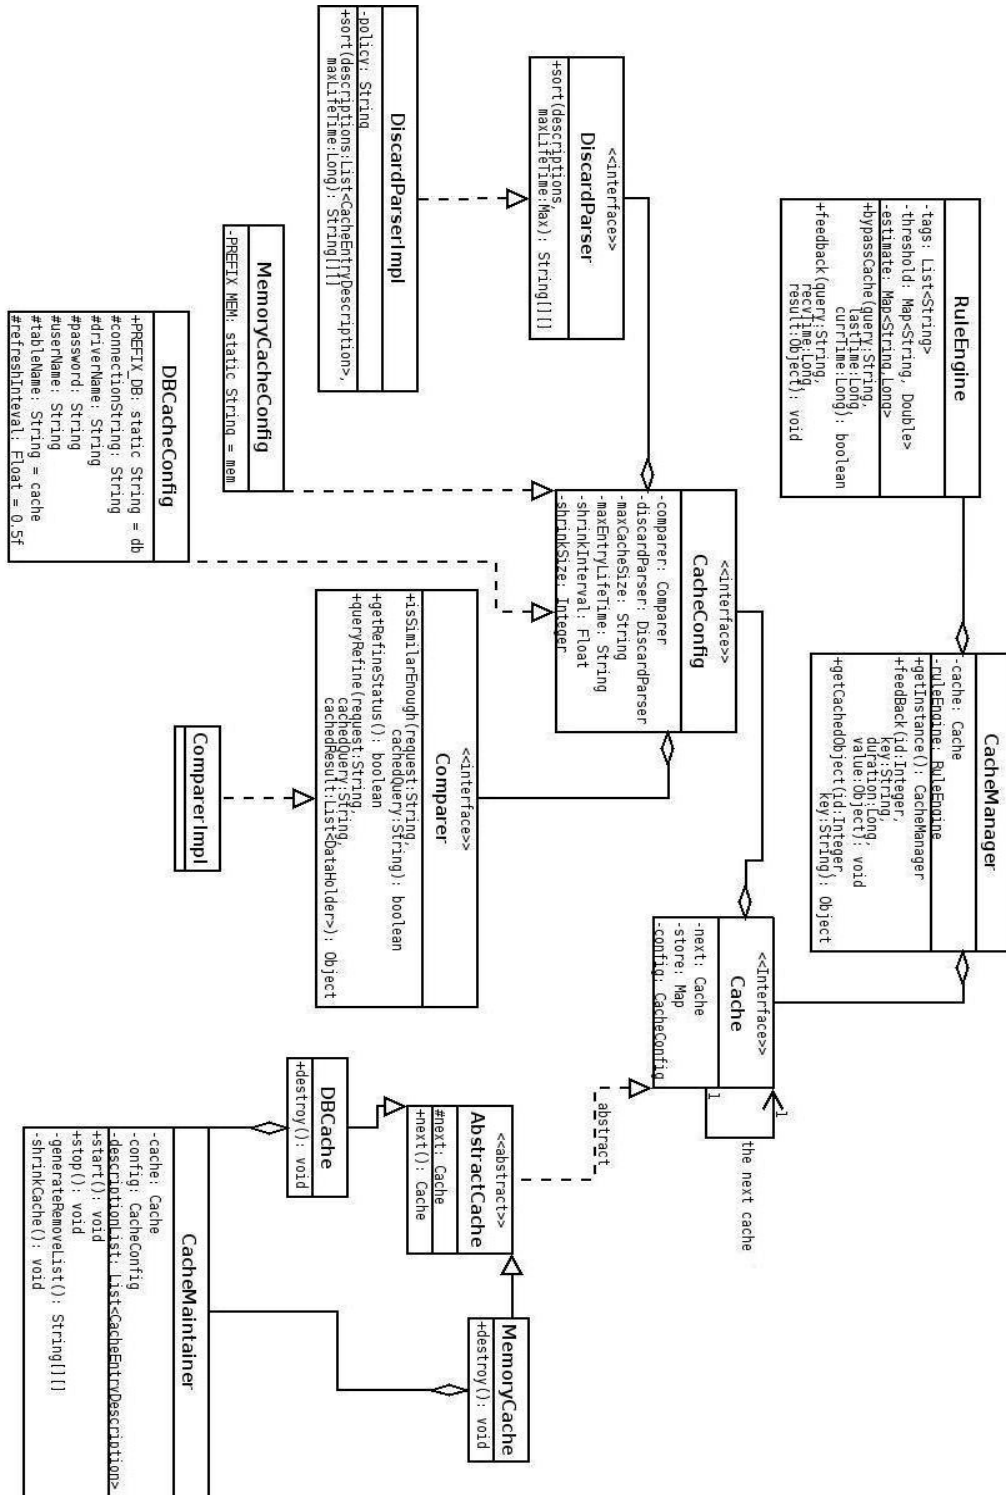 RuleEngine
-tags: List<String>
-threshold: Map<String, Double>
-estimate: Map<String,Long>
+bypassCache(query:String,
lastTime:Long,
currTime:Long): boolean
+feedback(query:String,
recvTime:Long,
result:Object): void
CacheManager
-cache: Cache
-ruleEngine: RuleEngine
+getInstance(): CacheManager
+feedBack(id:Integer,
key:String,
duration:Long,
value:Object): void
+getCachedObject(id:Integer,
key:String): Object
<<interface>>
DiscardParser
+sort(descriptions,
maxLifeTime:Max): String[][]
<<interface>>
CacheConfig
-comparer: Comparer
-discardParser: DiscardParser
-maxCacheSize: String
-maxEntryLifeTime: String
-shrinkInterval: Float
-shrinkSize: Integer
<<Interface>>
Cache
-next: Cache
-store: Map
-config: CacheConfig
1
1
the next cache
abstract
DiscardParserImpl
-policy: String
+sort(descriptions:List<CacheEntryDescription>,
maxLifeTime:Long): String[][]
MemoryCacheConfig
-PREFIX_MEM: static String = mem
DBCacheConfig
+PREFIX_DB: static String = db
#connectionString: String
#driverName: String
#password: String
#userName: String
#tableName: String = cache
#refreshInteval: Float = 0.5f
<<interface>>
Comparer
+isSimilarEnough(request:String,
cachedQuery:String): boolean
+getRefineStatus(): boolean
+queryRefine(request:String,
cachedQuery:String,
cachedResult:List<DataHolder>): Object
ComparerImpl
<<abstract>>
AbstractCache
#next: Cache
+next(): Cache
DBCache
+destroy(): void
MemoryCache
+destroy(): void
CacheMaintainer
-cache: Cache
-config: CacheConfig
-descriptionList: List<CacheEntryDescription>
+start(): void
+stop(): void
-generateRemoveList(): String[][]
-shrinkCache(): void